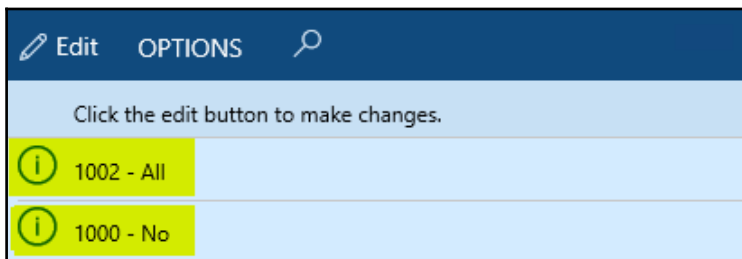 Edit OPTIONS
Click the edit button to make changes.
1002 - All
1000 - No